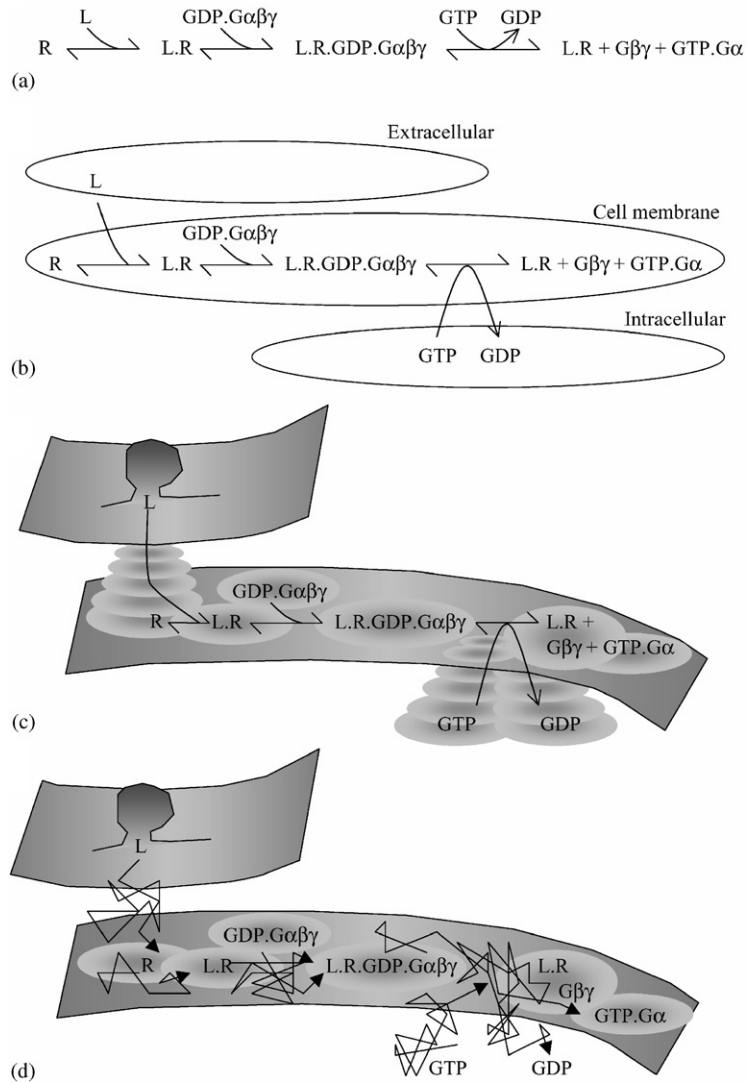 L GDP.Gαβγ GTP GDP
R L.R L.R.GDP.Gαβγ L.R + Gβγ + GTP.Gα
(a)
Extracellular
L
Cell membrane
GDP.Gαβγ
R L.R L.R.GDP.Gαβγ L.R + Gβγ + GTP.Gα
Intracellular
GTP GDP
(b)
L
GDP.Gαβγ
R L.R L.R.GDP.Gαβγ L.R +
Gβγ + GTP.Gα
GTP GDP
(c)
L
GDP.Gαβγ
R L.R L.R.GDP.Gαβγ L.R
Gβγ
GTP.Gα
GTP GDP
(d)